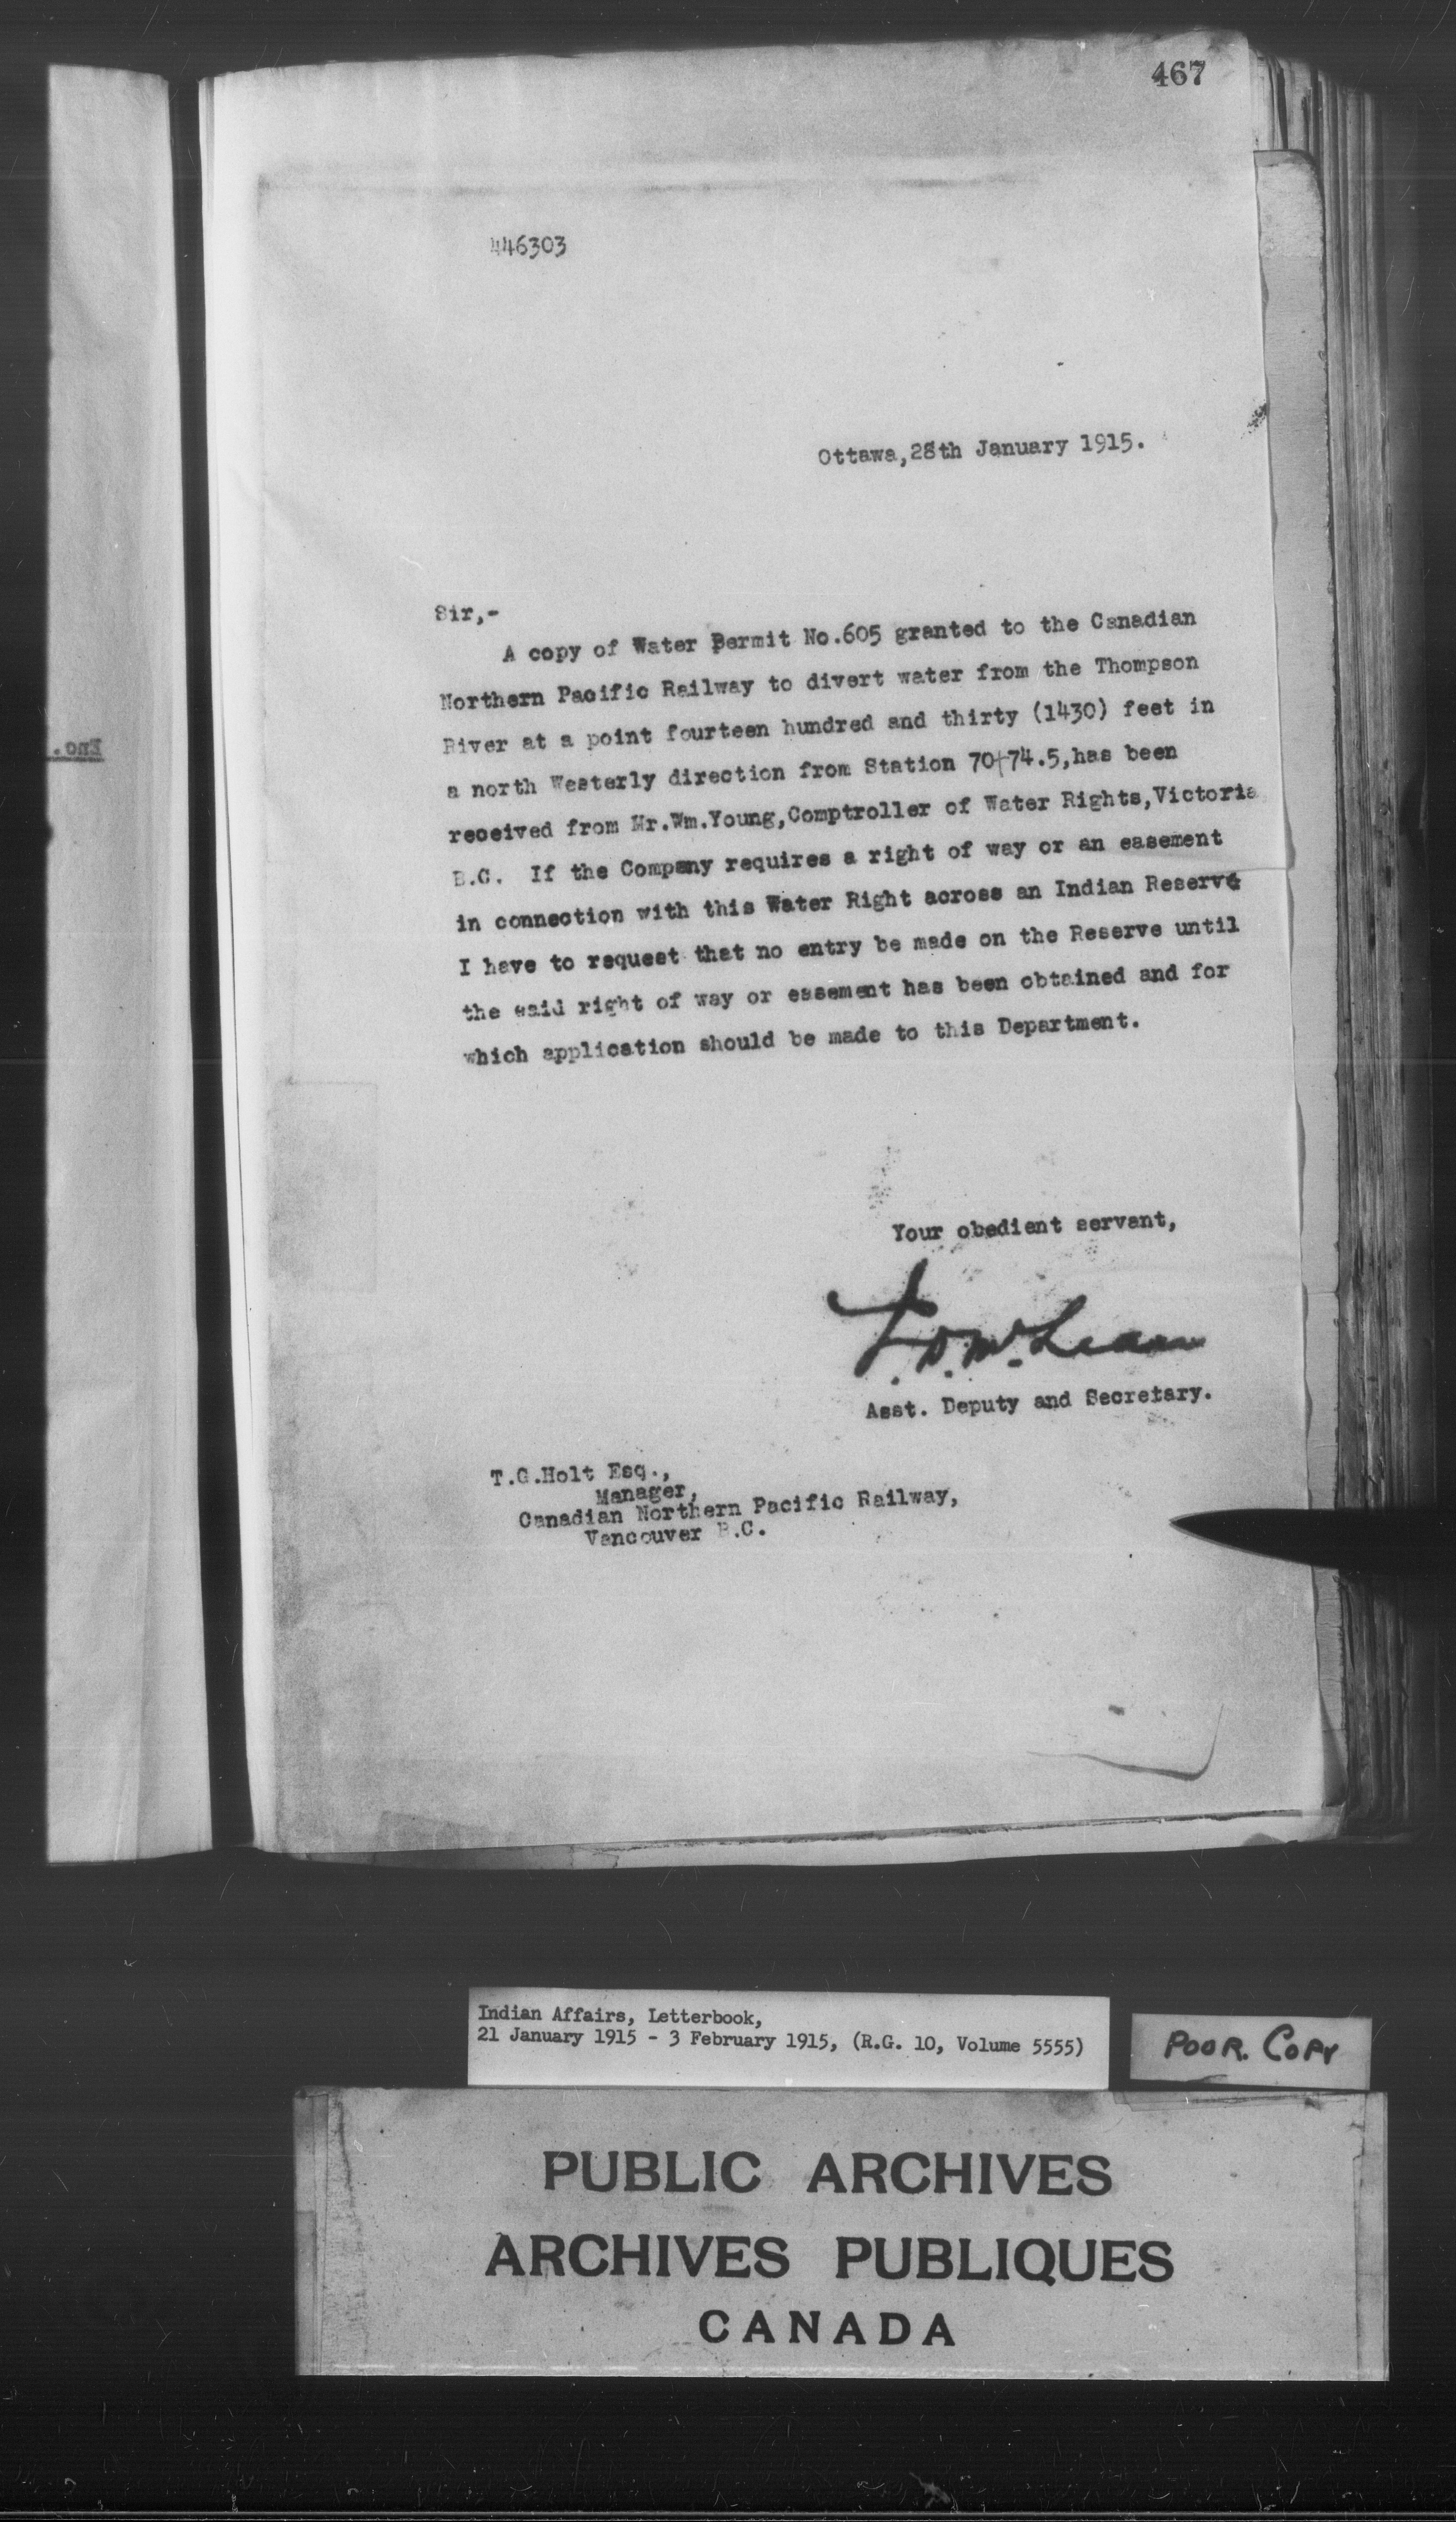 467
446303
Ottawa,28th January 1915.
Sir,-
A copy of Water Permit No.605 granted to the Canadian
Northern Pacific Railway to divert water from the Thompson
River at a point fourteen hundred and thirty (1430) feet in
a north Westerly direction from Station 70+74.5,has been
received from Mr.Wm.Young,Comptroller of Water Rights,Victoria
B.C. If the Company requires a right of way or an easement
in connection with this Water Right across an Indian Reserve
I have to request that no entry be made on the Reserve until
the said right of way or easement has been obtained and for
which application should be made to this Department.
Your obedient servant,
J.D.McLean
Asst. Deputy and Secretary.
T.G.Holt Esq.,
Manager,
Canadian Northern Pacific Railway,
Vancouver B.C.
Enc.
Indian Affairs, Letterbook,
21 January 1915 - 3 February 1915, (R.G. 10, Volume 5555)
POOR. COPY
PUBLIC ARCHIVES
ARCHIVES PUBLIQUES
CANADA